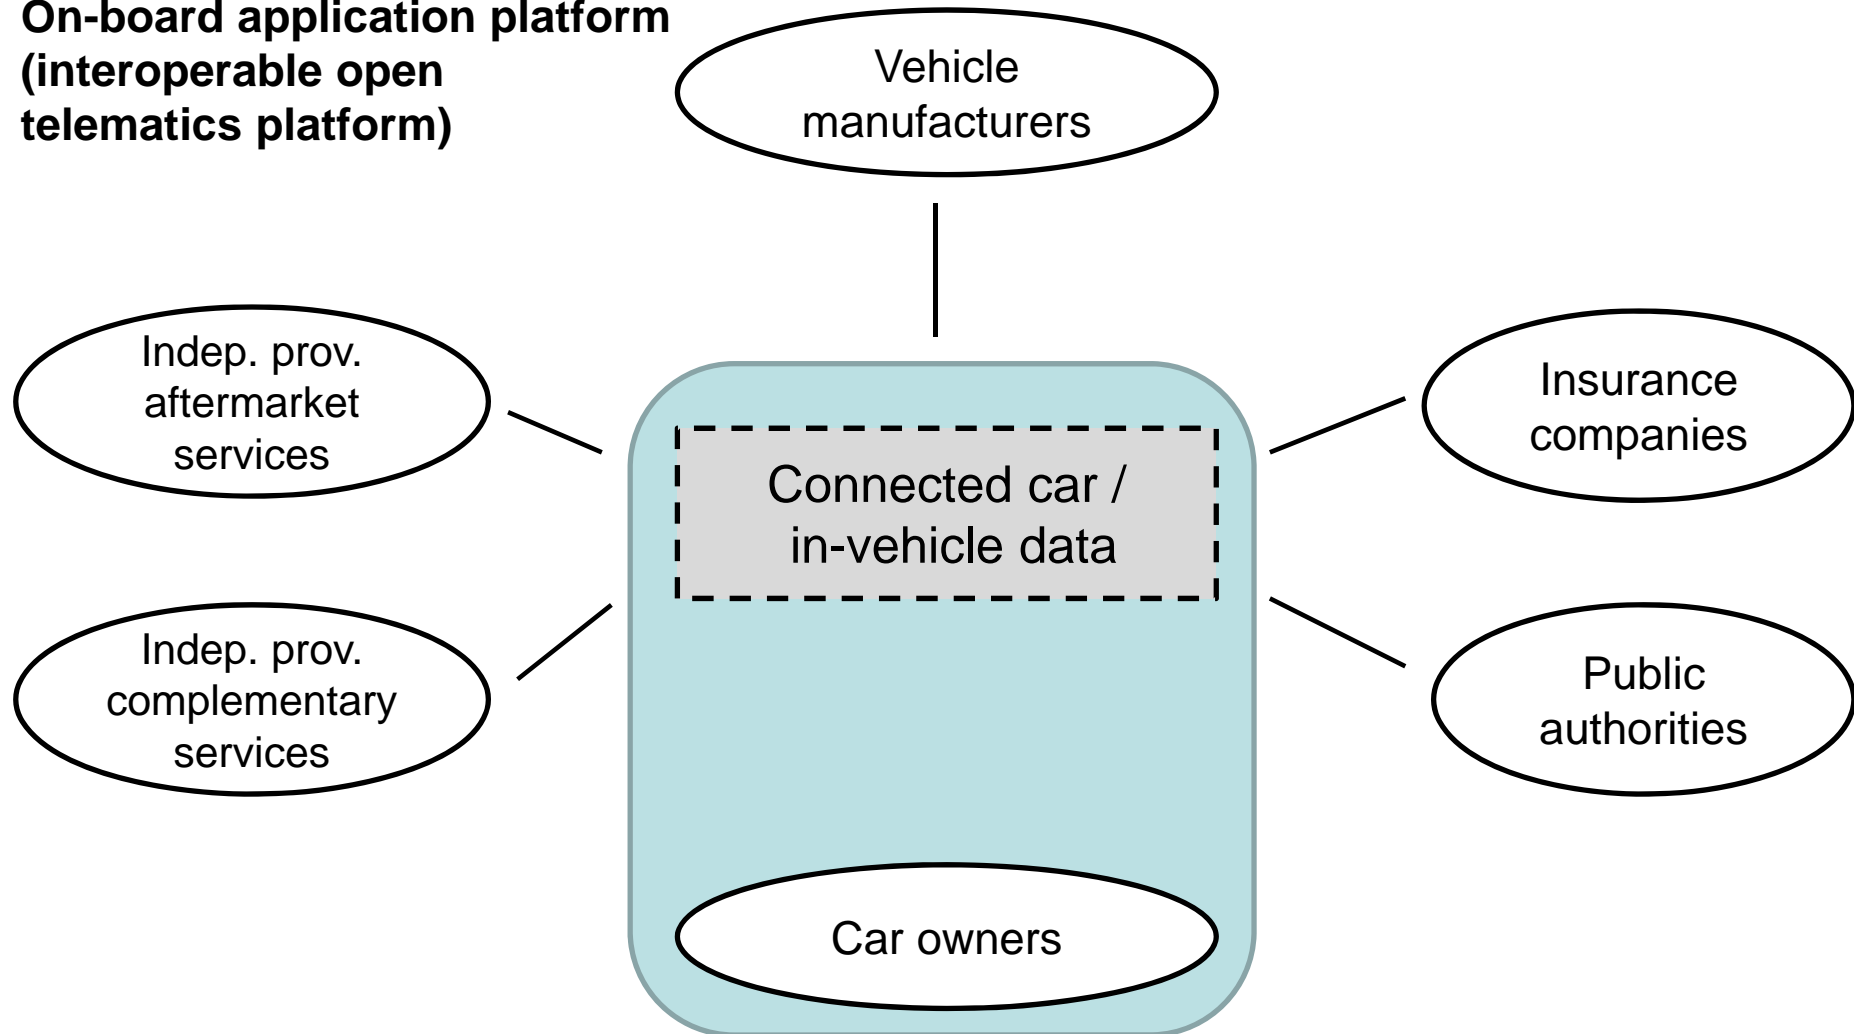 On-board application platform
(interoperable open
telematics platform)
Vehicle
manufacturers
Indep. prov.
aftermarket
services
Insurance
companies
Connected car /
in-vehicle data
Indep. prov.
complementary
services
Public
authorities
Car owners